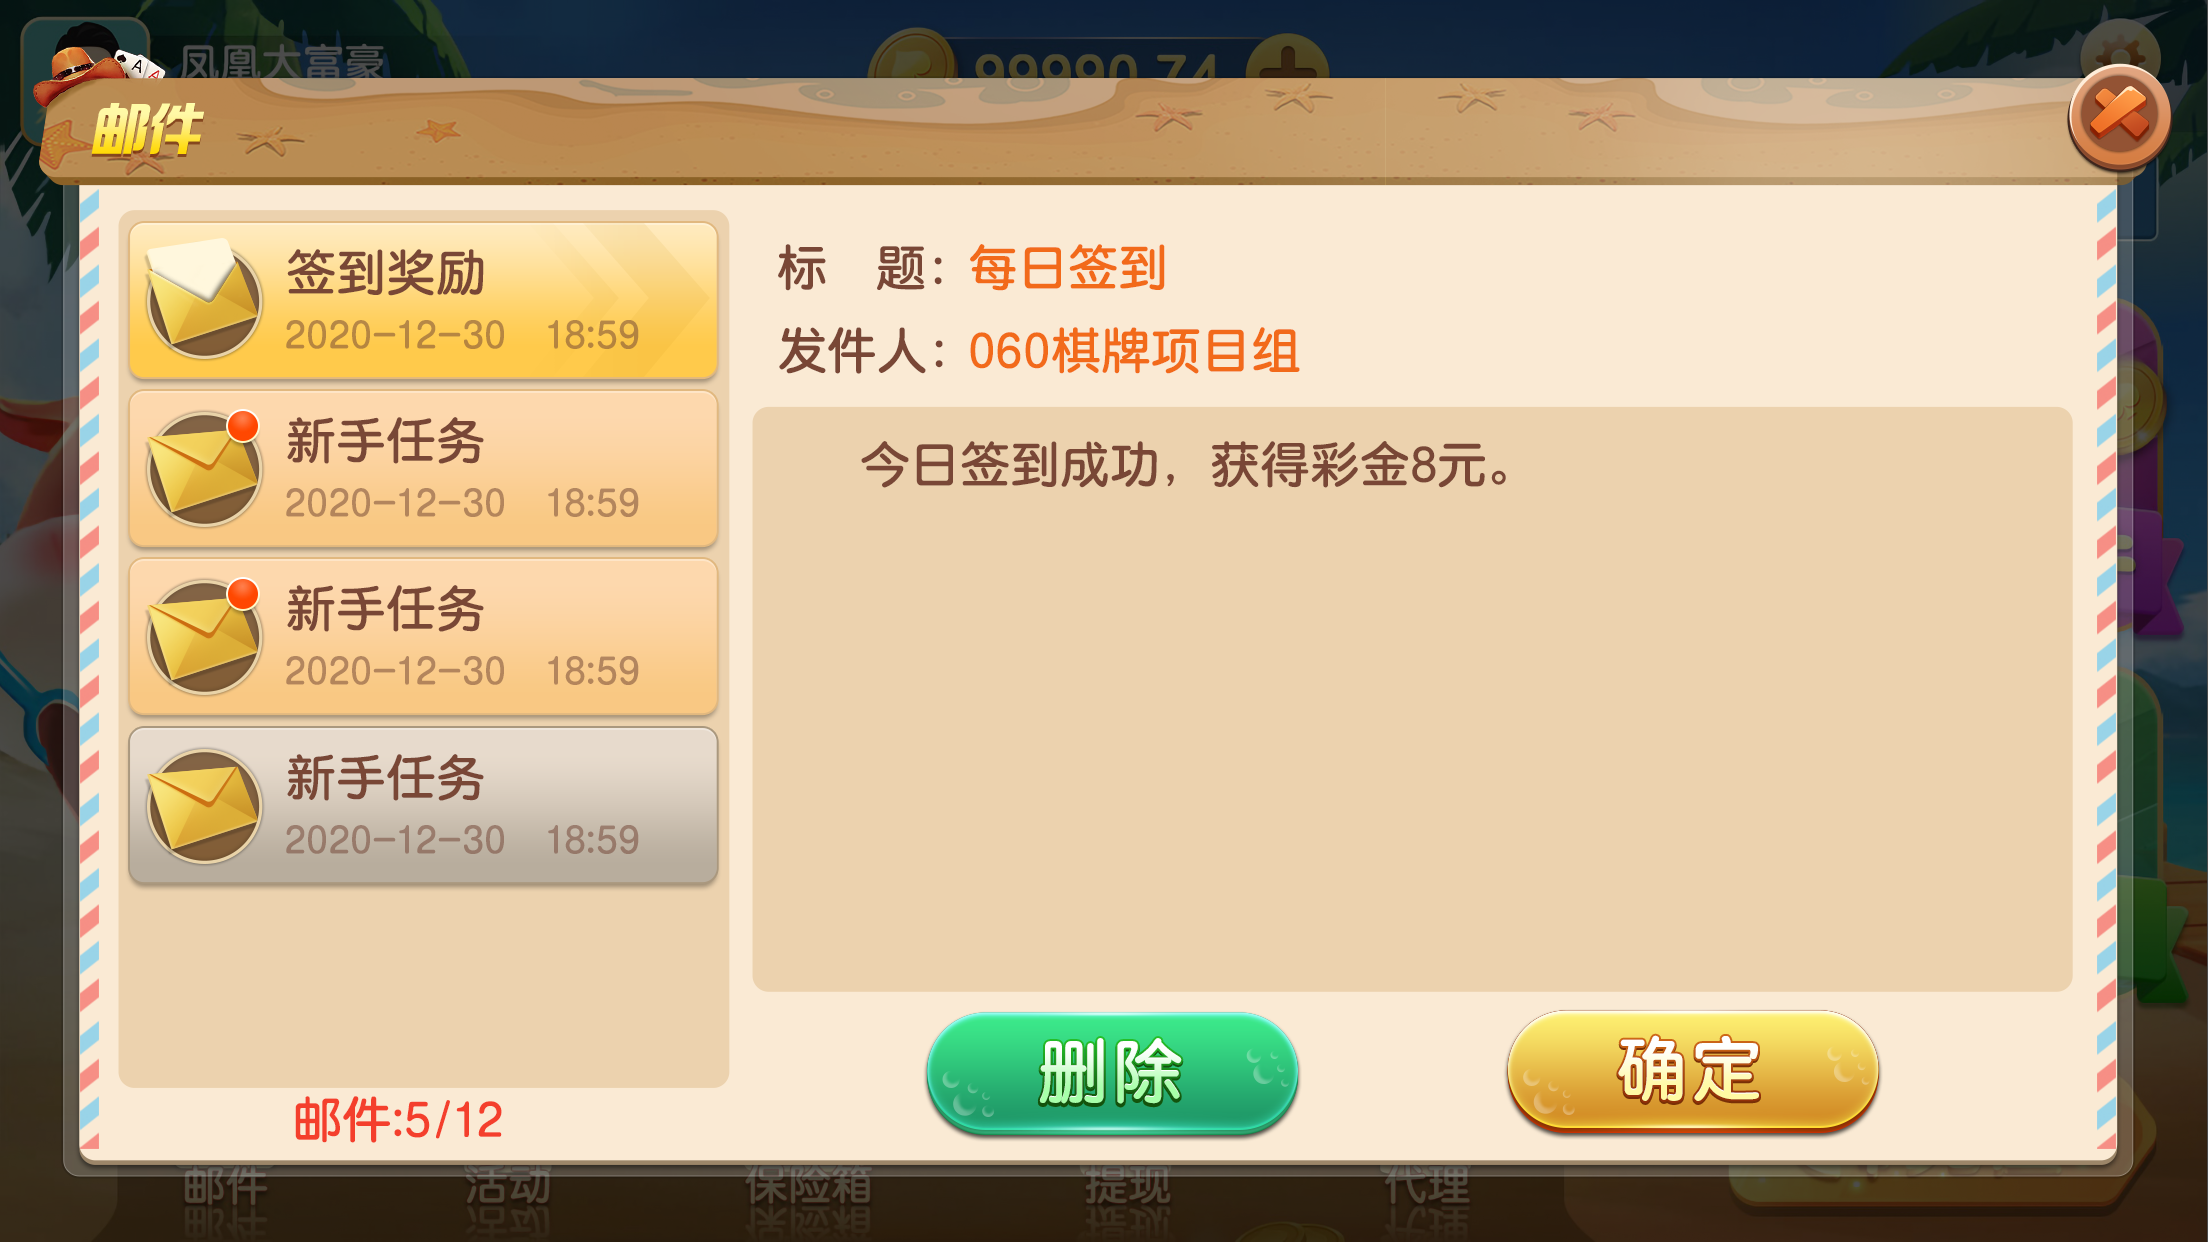 凤凰大富豪
99990.74
邮件
签到奖励
2020-12-30 18:59
新手任务
2020-12-30 18:59
新手任务
2020-12-30 18:59
新手任务
2020-12-30 18:59
邮件:5/12
标 题：每日签到
发件人：060棋牌项目组
今日签到成功，获得彩金8元。
删除
确定
邮件
活动
保险箱
提现
代理